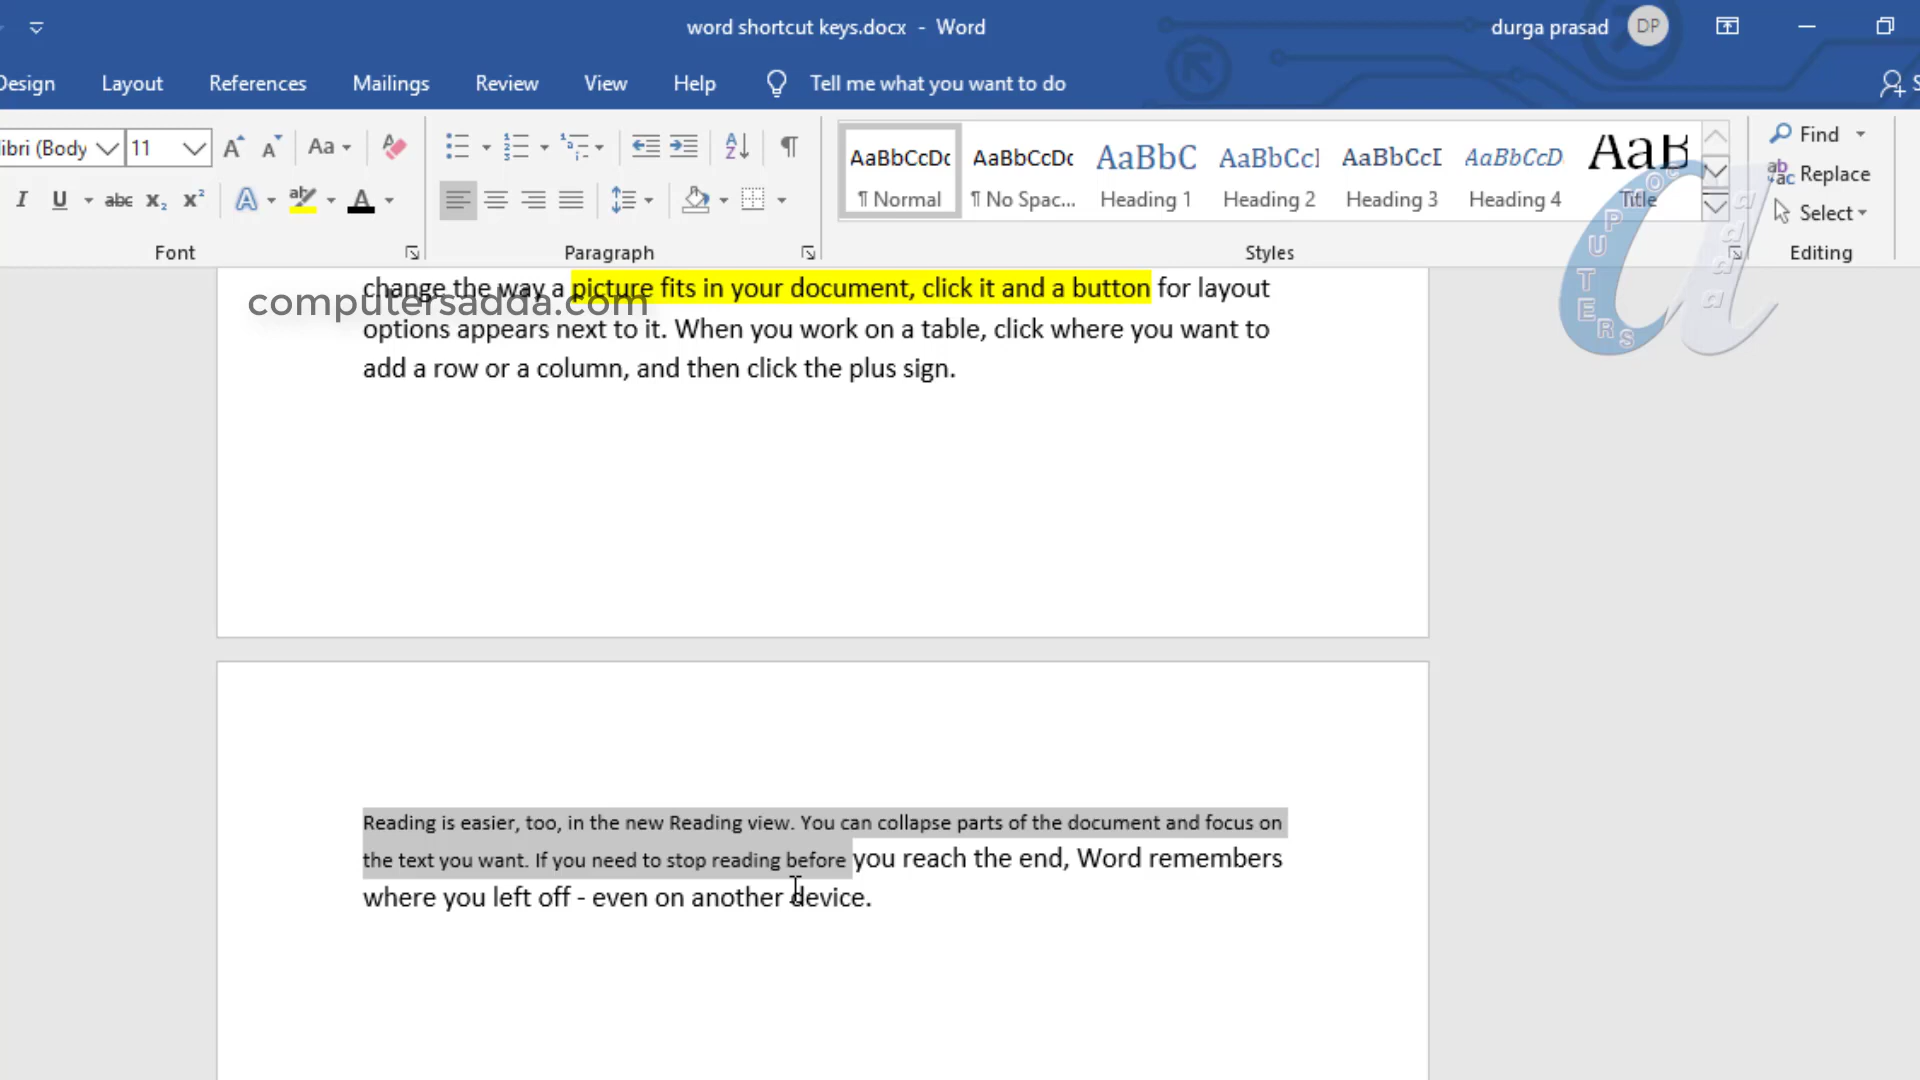 word shortcut keys.docx - Word
durga prasad DP
Design Layout References Mailings Review View Help Tell me what you want to do
11 Aa
Find
Replace
Select
AaBbCcDc AaBbCcDc AaBbC AaBbCcI AaBbCcI AaBbCcD AaB
¶ Normal ¶ No Spac... Heading 1 Heading 2 Heading 3 Heading 4 Title
Font Paragraph Styles Editing
COMPUTERS adda
computersadda.com
change the way a picture fits in your document, click it and a button for layout
options appears next to it. When you work on a table, click where you want to
add a row or a column, and then click the plus sign.
Reading is easier, too, in the new Reading view. You can collapse parts of the document and focus on
the text you want. If you need to stop reading before you reach the end, Word remembers
where you left off - even on another device.